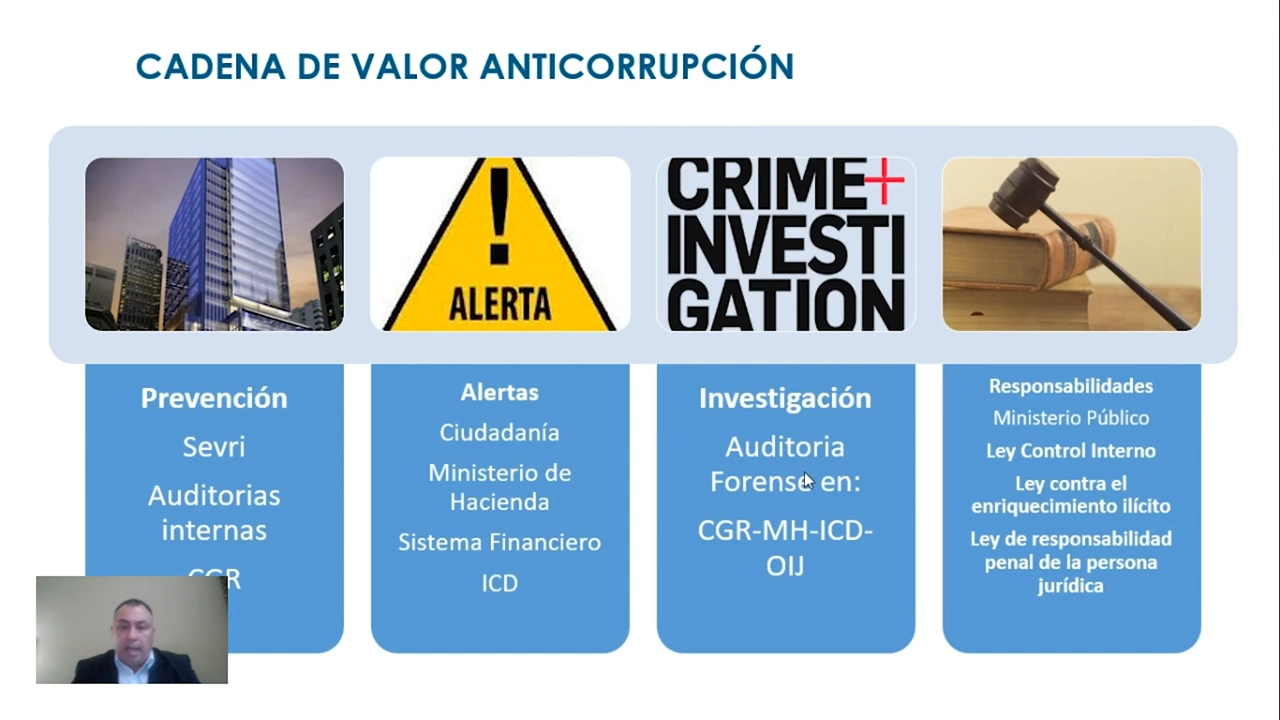 CADENA DE VALOR ANTICORRUPCIÓN
ALERTA
CRIME+
INVESTI
GATION
Prevención
Sevri
Auditorias
internas
CGR
Alertas
Ciudadanía
Ministerio de
Hacienda
Sistema Financiero
ICD
Investigación
Auditoria
Forense en:
CGR-MH-ICD-
OIJ
Responsabilidades
Ministerio Público
Ley Control Interno
Ley contra el
enriquecimiento ilícito
Ley de responsabilidad
penal de la persona
jurídica